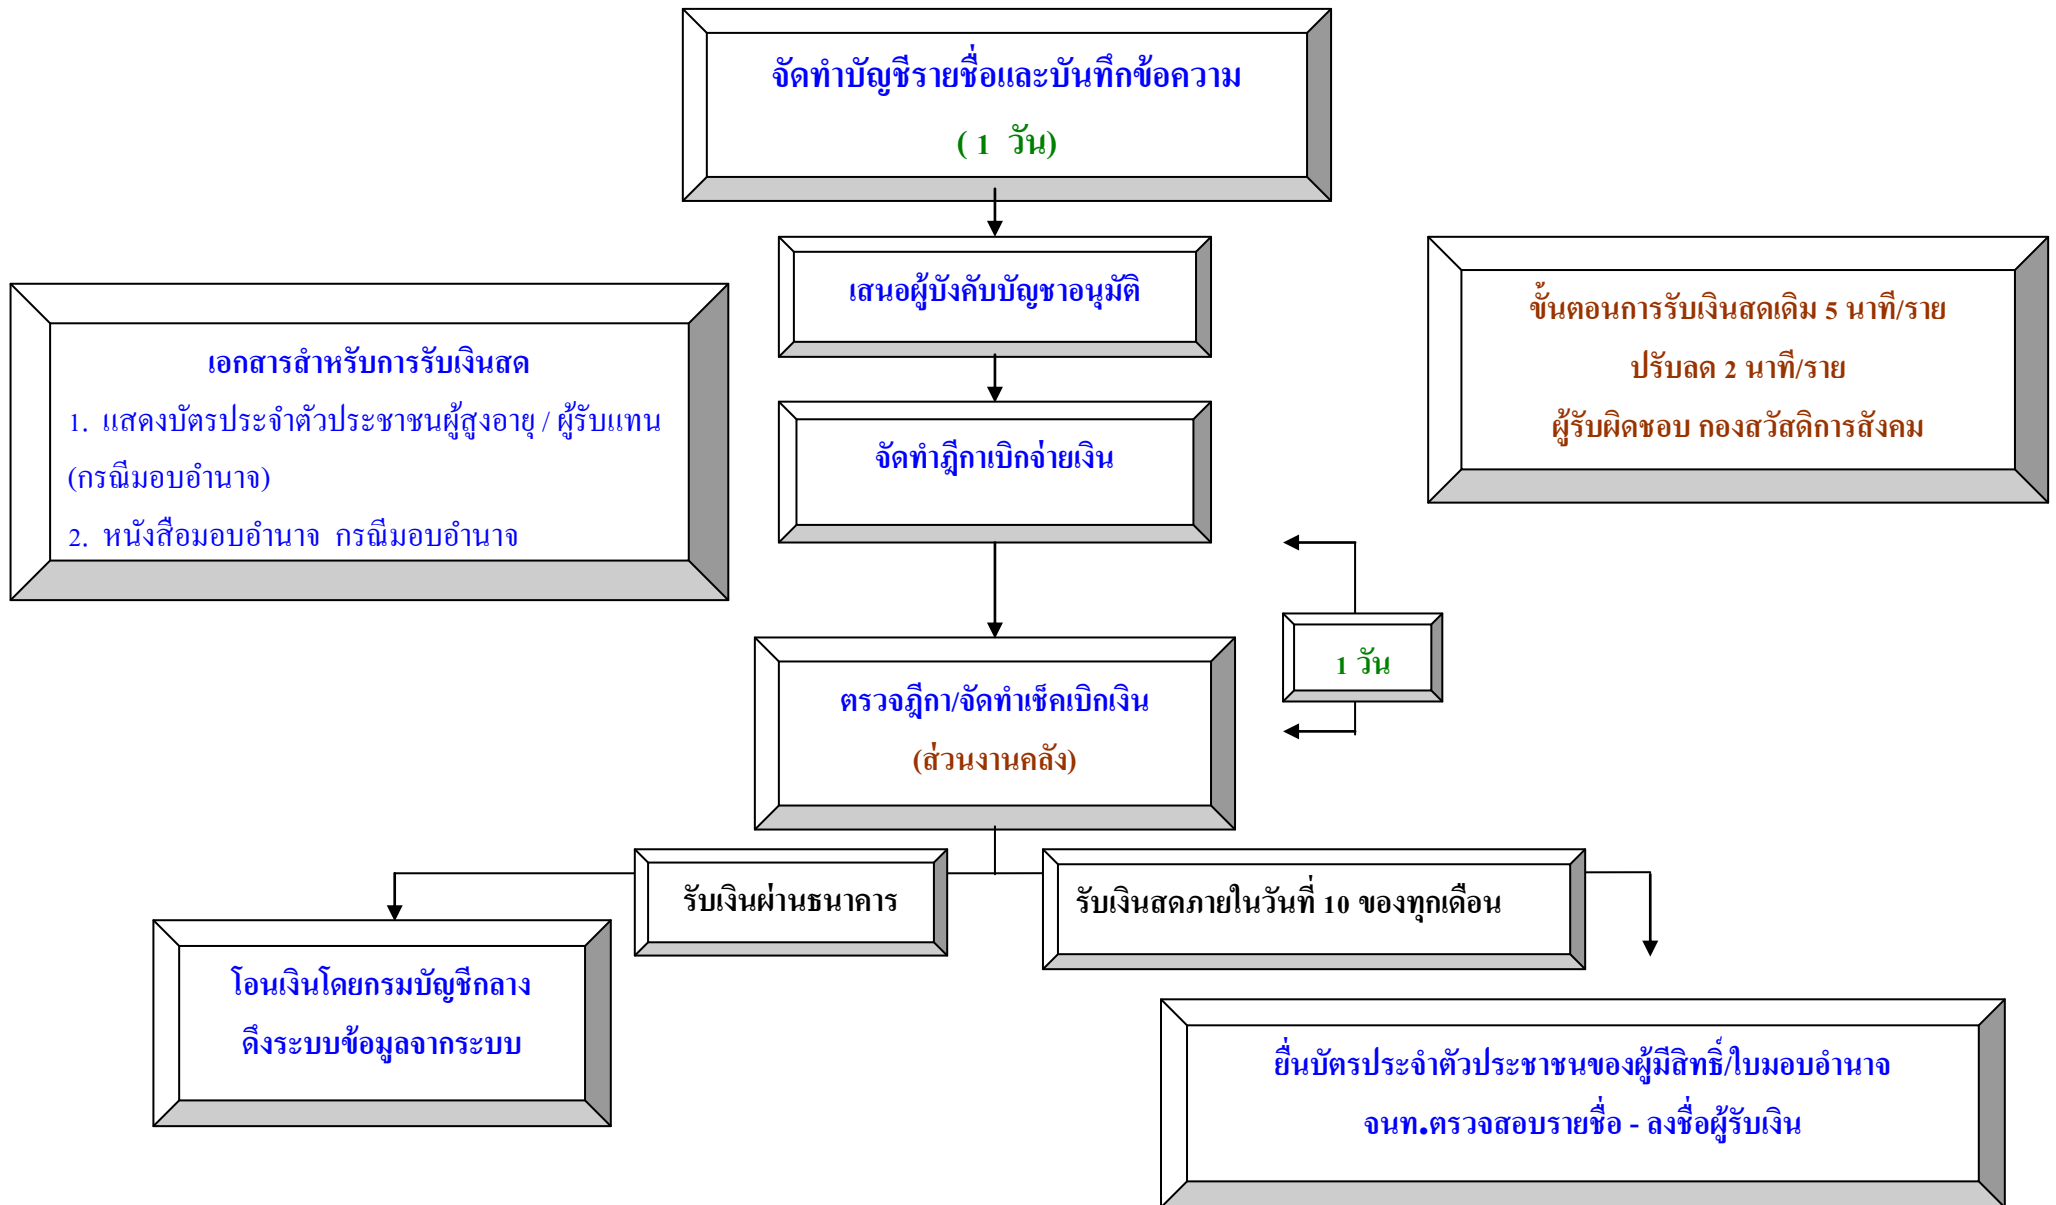 จัดทำบัญชีรายชื่อและบันทึกข้อความ
( 1 วัน)
เสนอผู้บังคับบัญชาอนุมัติ
เอกสารสำหรับการรับเงินสด
1. แสดงบัตรประจำตัวประชาชนผู้สูงอายุ / ผู้รับแทน
(กรณีมอบอำนาจ)
2. หนังสือมอบอำนาจ กรณีมอบอำนาจ
ขั้นตอนการรับเงินสดเดิม 5 นาที/ราย
ปรับลด 2 นาที/ราย
ผู้รับผิดชอบ กองสวัสดิการสังคม
จัดทำฎีกาเบิกจ่ายเงิน
1 วัน
ตรวจฎีกา/จัดทำเช็คเบิกเงิน
(ส่วนงานคลัง)
รับเงินผ่านธนาคาร
รับเงินสดภายในวันที่ 10 ของทุกเดือน
โอนเงินโดยกรมบัญชีกลาง
ดึงระบบข้อมูลจากระบบ
ยื่นบัตรประจำตัวประชาชนของผู้มีสิทธิ์/ใบมอบอำนาจ
จนท.ตรวจสอบรายชื่อ - ลงชื่อผู้รับเงิน